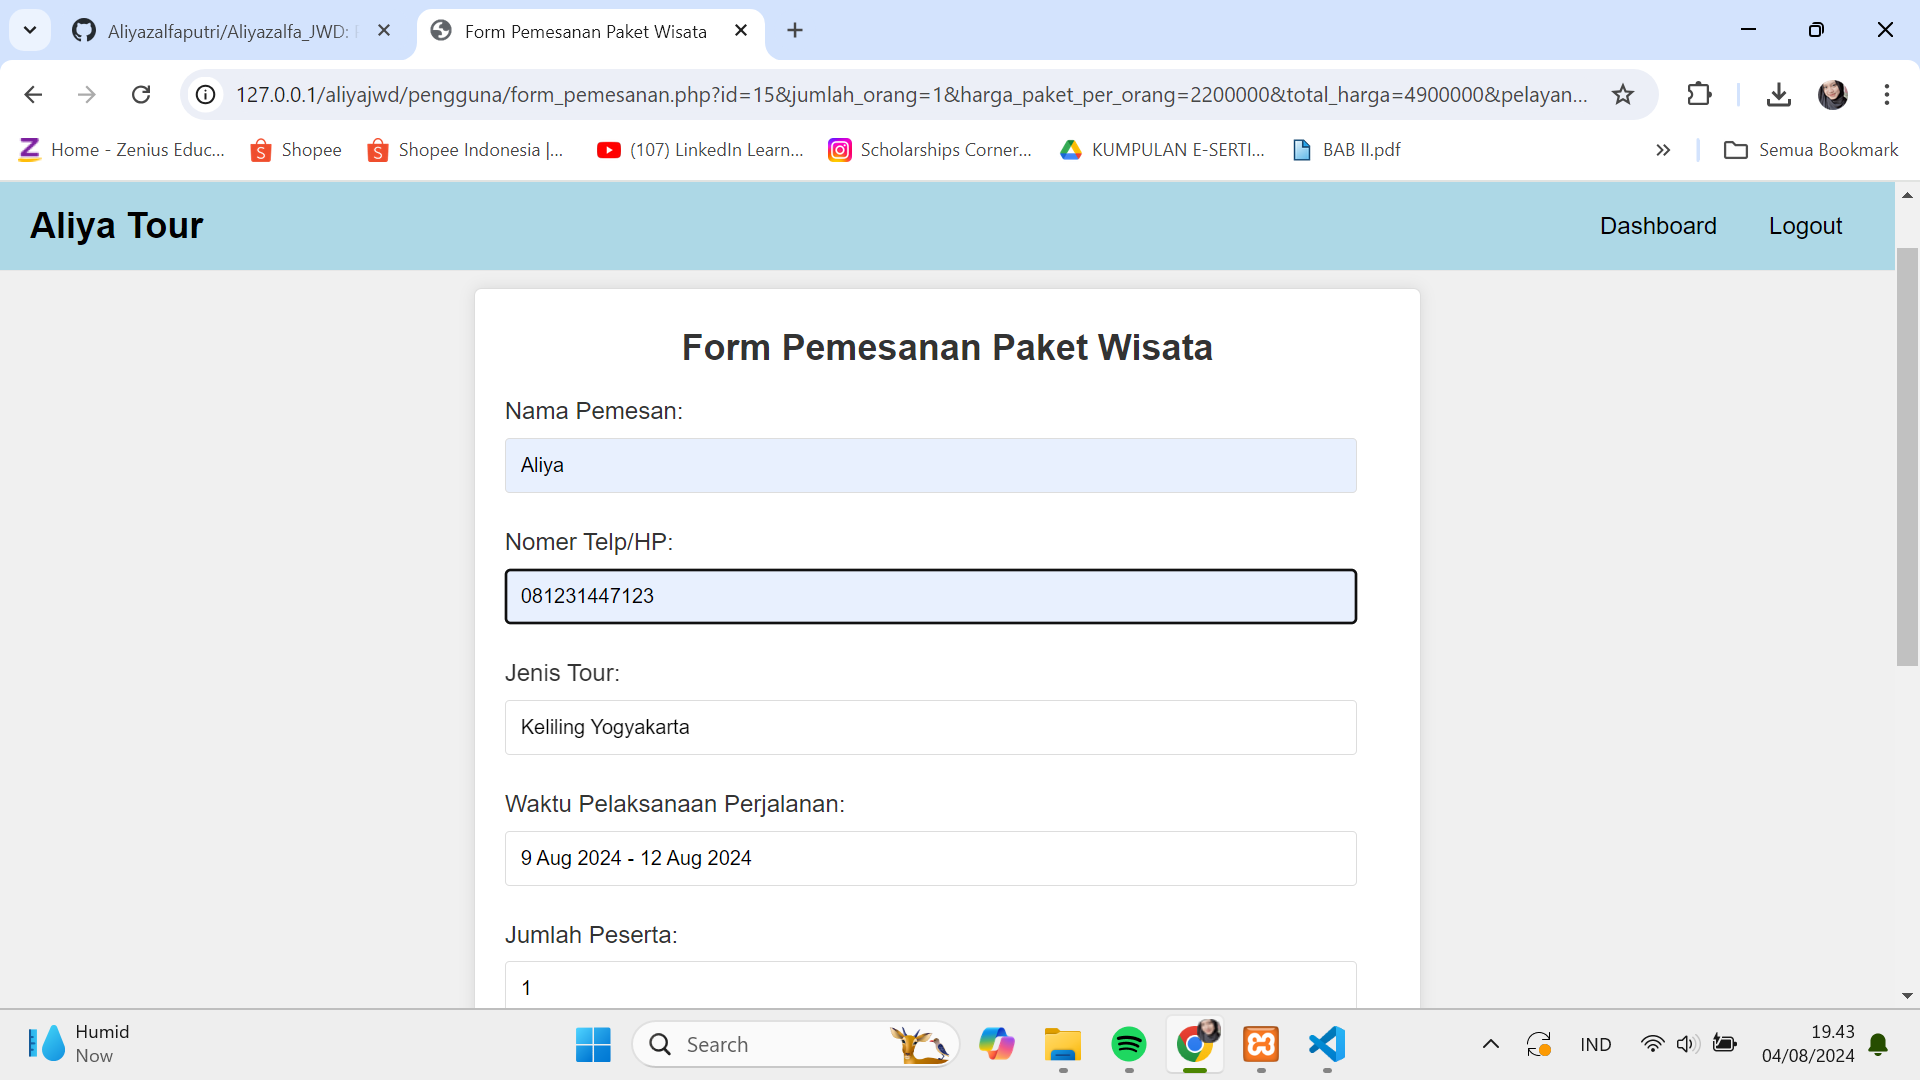 Aliyazalfaputri/Aliyazalfa_JWD:
Form Pemesanan Paket Wisata
127.0.0.1/aliyajwd/pengguna/form_pemesanan.php?id=15&jumlah_orang=1&harga_paket_per_orang=2200000&total_harga=4900000&pelayan...
Home - Zenius Educ...
Shopee
Shopee Indonesia |...
(107) LinkedIn Learn...
Scholarships Corner...
KUMPULAN E-SERTI...
BAB II.pdf
»
Semua Bookmark
Aliya Tour
Dashboard
Logout
Form Pemesanan Paket Wisata
Nama Pemesan:
Aliya
Nomer Telp/HP:
081231447123
Jenis Tour:
Keliling Yogyakarta
Waktu Pelaksanaan Perjalanan:
9 Aug 2024 - 12 Aug 2024
Jumlah Peserta:
1
Humid
Now
Search
IND
19.43
04/08/2024